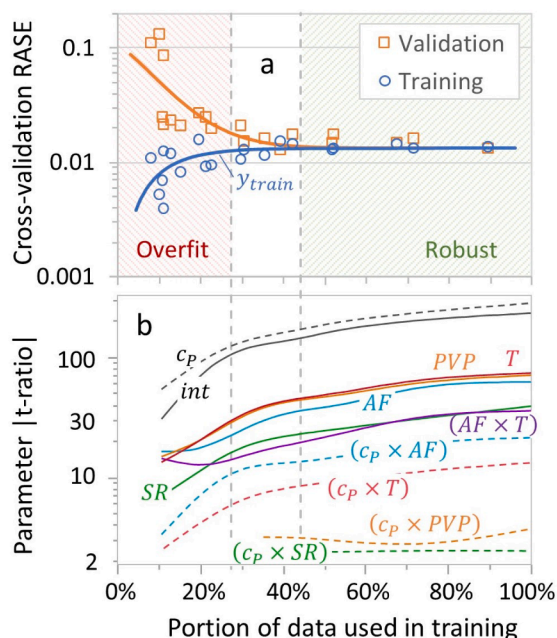 Cross-validation RASE
0.1
0.01
0.001
a
Validation
Training
y_train
Overfit
Robust
Parameter |t-ratio|
100
30
10
2
b
c_P
int
PVP
T
AF
SR
(AF × T)
(c_P × AF)
(c_P × T)
(c_P × PVP)
(c_P × SR)
0% 20% 40% 60% 80% 100%
Portion of data used in training